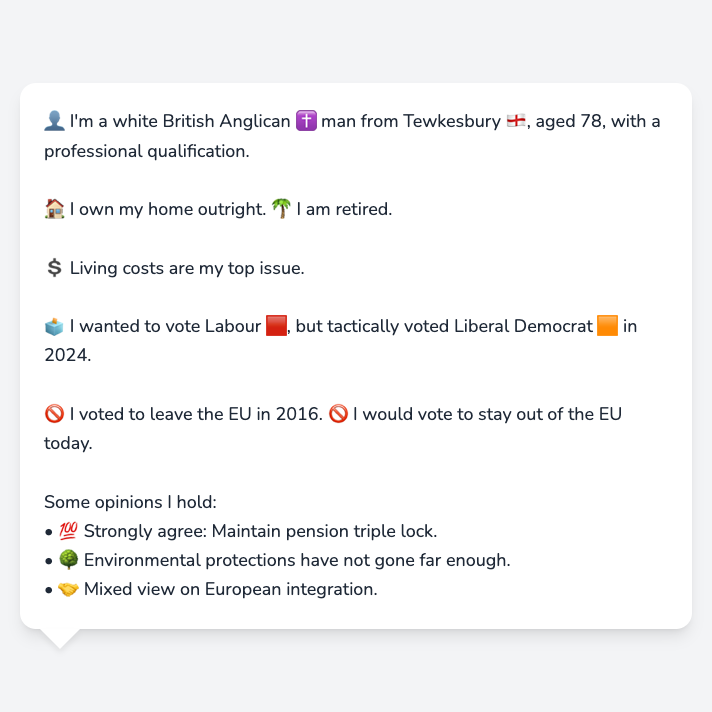 👤 I'm a white British Anglican ✝️ man from Tewkesbury 🏴󠁧󠁢󠁥󠁮󠁧󠁿, aged 78, with a
professional qualification.
🏠 I own my home outright. 🌴 I am retired.
💲 Living costs are my top issue.
🗳️ I wanted to vote Labour 🟥, but tactically voted Liberal Democrat 🟧 in
2024.
🚫 I voted to leave the EU in 2016. 🚫 I would vote to stay out of the EU
today.
Some opinions I hold:
• 💯 Strongly agree: Maintain pension triple lock.
• 🌳 Environmental protections have not gone far enough.
• 🤝 Mixed view on European integration.